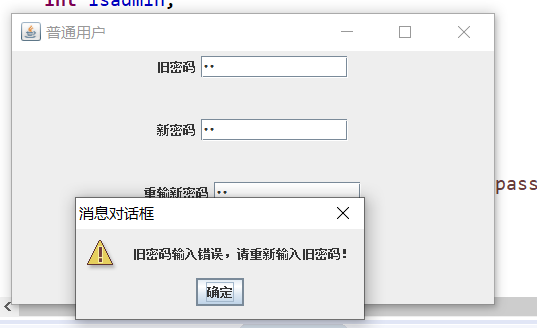 int isadmin;
普通用户
旧密码 ••
新密码 ••
重输新密码 ••
pass
消息对话框
旧密码输入错误，请重新输入旧密码！
确定